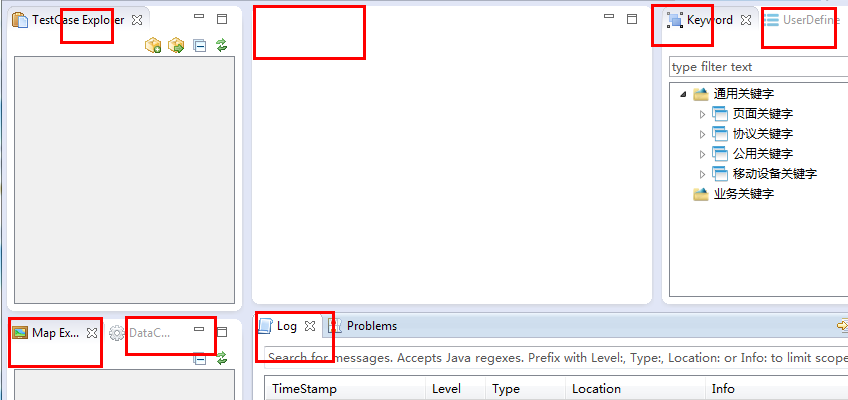 TestCase Explorer
Keyword
UserDefine
type filter text
通用关键字
页面关键字
协议关键字
公用关键字
移动设备关键字
业务关键字
Map Ex...
DataC...
Log
Problems
Search for messages. Accepts Java regexes. Prefix with Level:, Type:, Location: or Info: to limit scope
TimeStamp Level Type Location Info